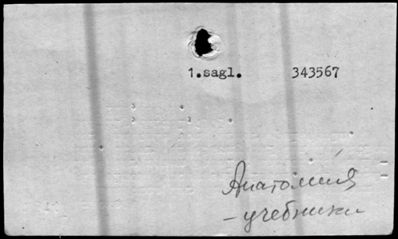 1.sagl. 343567
Анатомия
- учебники